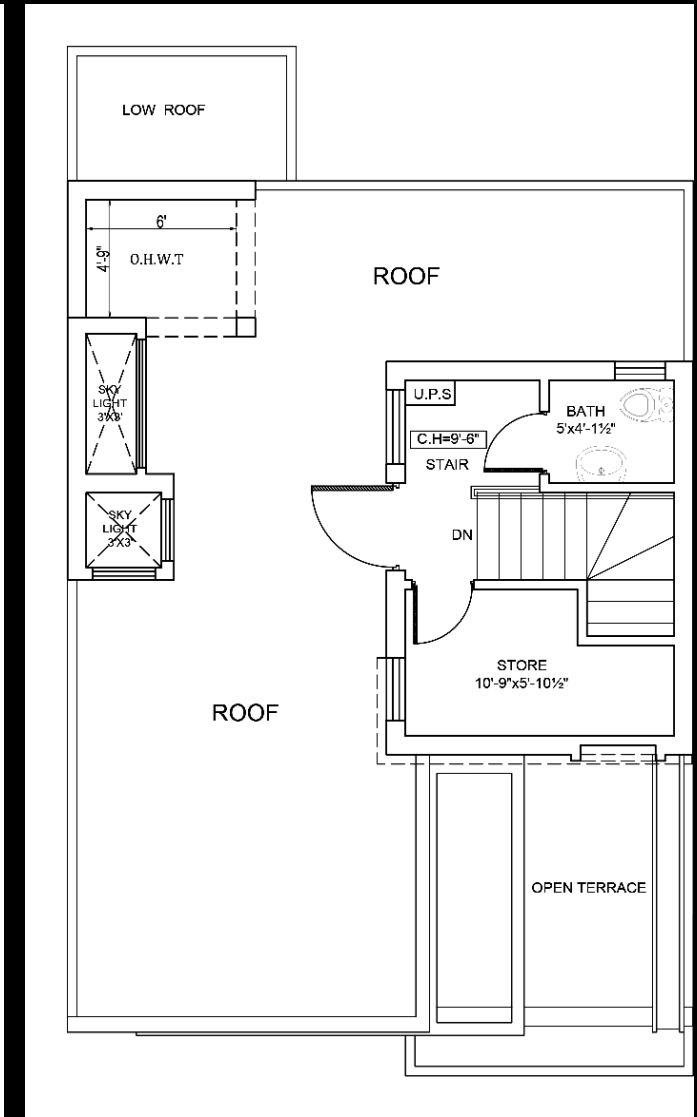 LOW ROOF
6'
4'-9"
O.H.W.T
ROOF
SKY
LIGHT
3'X3'
U.P.S
C.H=9'-6"
STAIR
BATH
5'x4'-1½"
SKY
LIGHT
3'X3'
DN
STORE
10'-9"x5'-10½"
ROOF
OPEN TERRACE